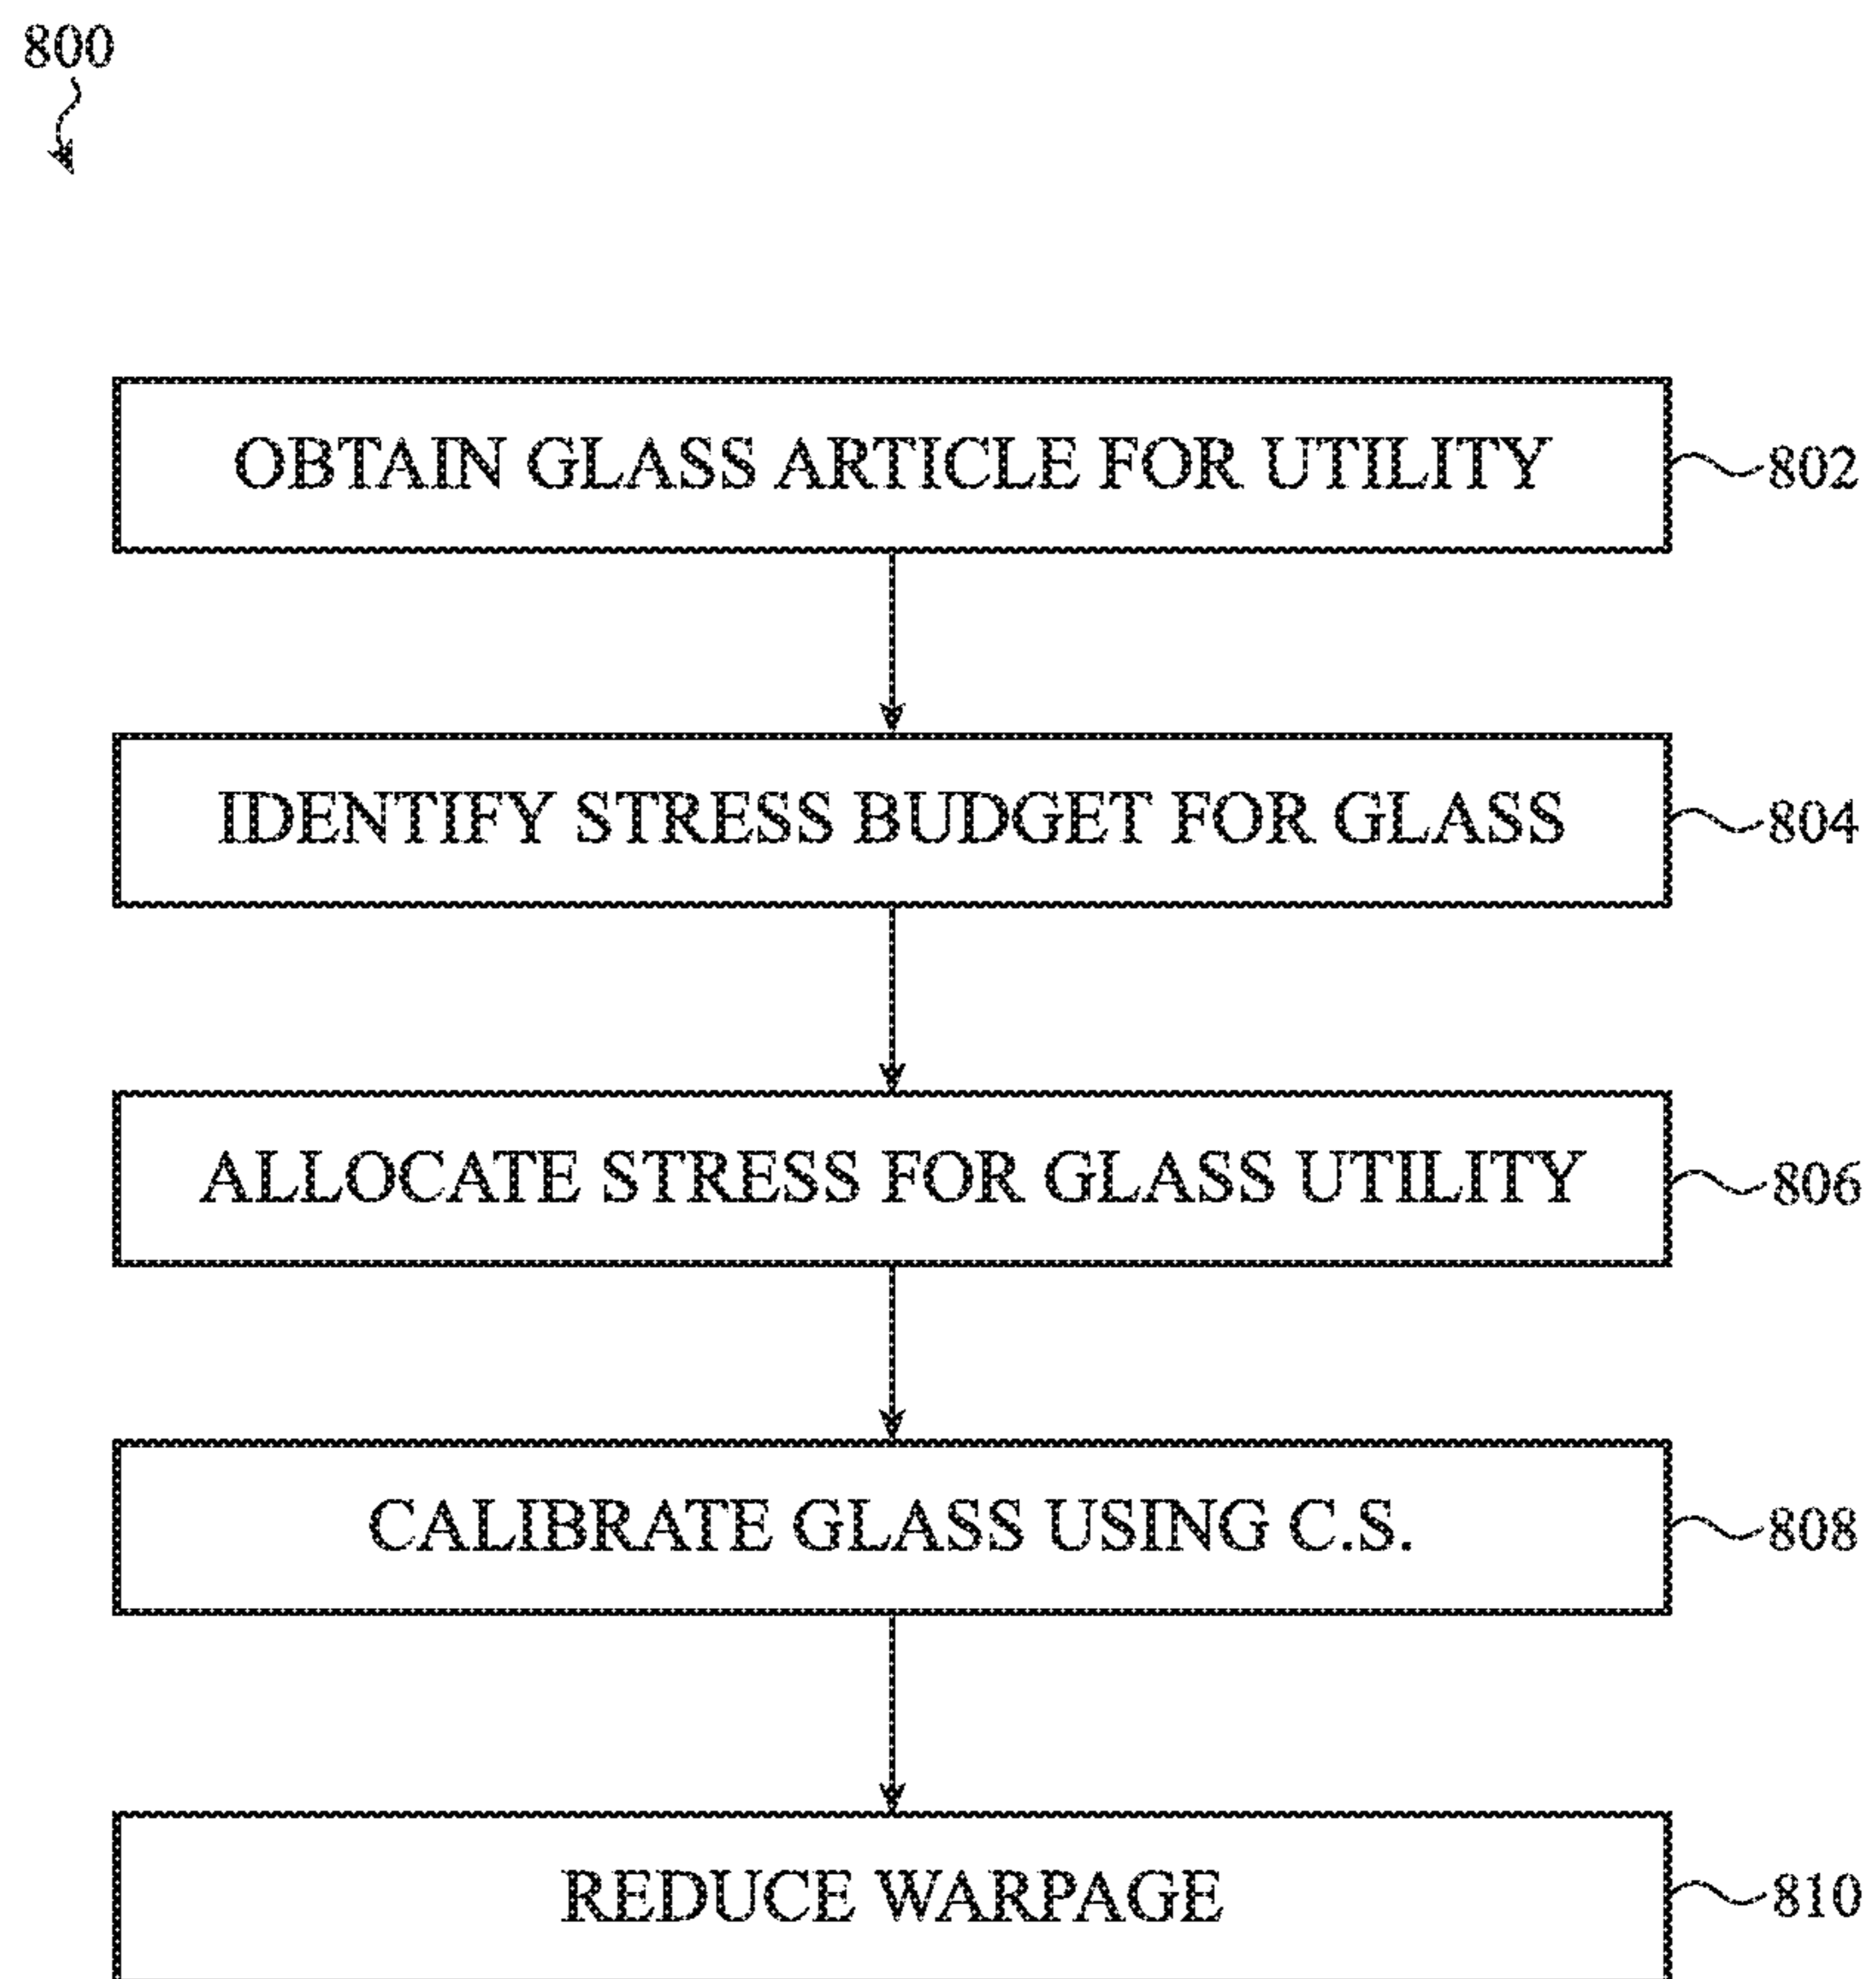 800
OBTAIN GLASS ARTICLE FOR UTILITY
802
IDENTIFY STRESS BUDGET FOR GLASS
804
ALLOCATE STRESS FOR GLASS UTILITY
806
CALIBRATE GLASS USING C.S.
808
REDUCE WARPAGE
810